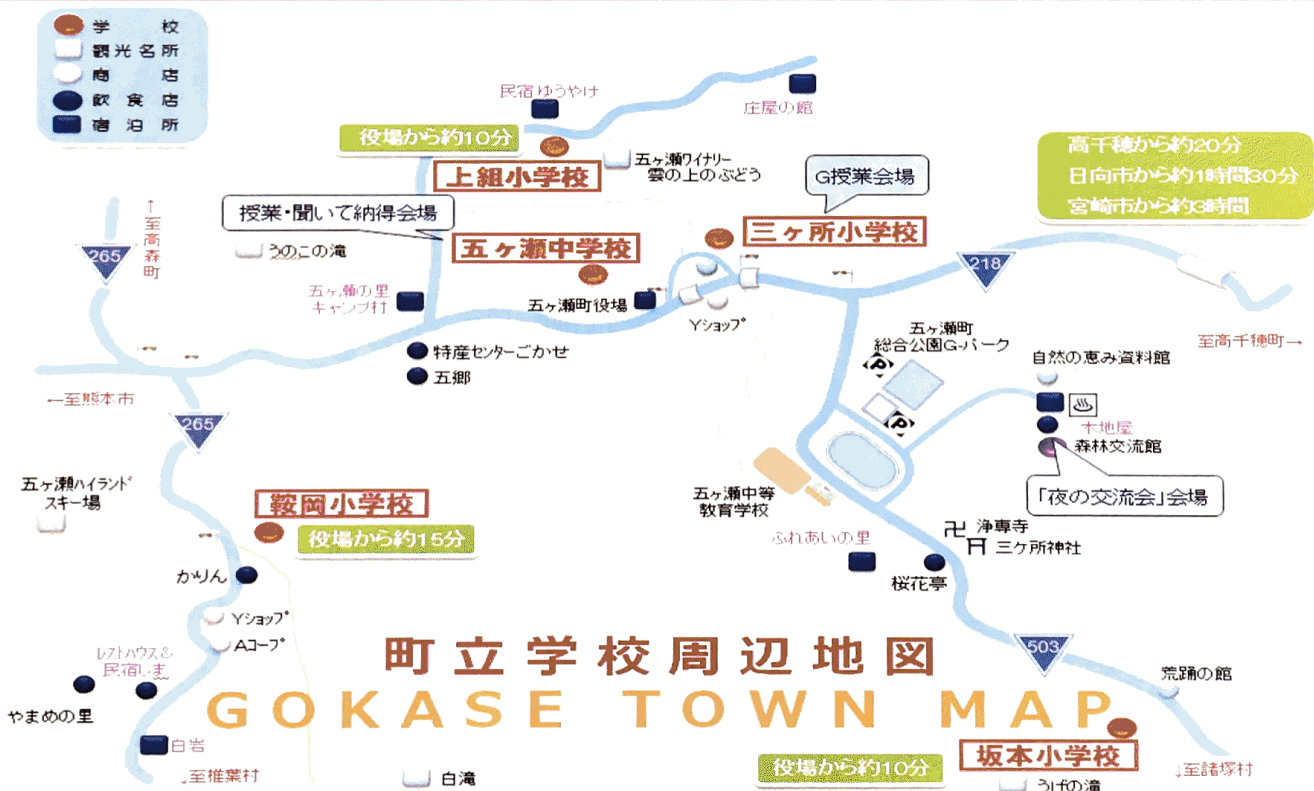 学校
観光名所
商店
飲食店
宿泊所
民宿ゆうやけ
庄屋の館
役場から約10分
上組小学校
五ヶ瀬ワイナリー
雲の上のぶどう
G授業会場
高千穂から約20分
日向市から約1時間30分
宮崎市から約3時間
←至高森町
授業・聞いて納得会場
265
うのこの滝
五ヶ瀬中学校
三ヶ所小学校
218
五ヶ瀬の里
キャンプ村
五ヶ瀬町役場
Yショップ
五ヶ瀬町
総合公園G-パーク
至高千穂町→
特産センターごかせ
五郷
P
自然の恵み資料館
←至熊本市
265
P
木地屋
森林交流館
五ヶ瀬ハイランド
スキー場
鞍岡小学校
役場から約15分
五ヶ瀬中等
教育学校
「夜の交流会」会場
ふれあいの里
卍 浄専寺
三ケ所神社
かりん
桜花亭
Yショップ
Aコープ
町立学校周辺地図
503
レストハウス&
民宿しま
やまめの里
GOKASE TOWN MAP
荒踊の館
白岩
↓至椎葉村
白滝
役場から約10分
坂本小学校
↓至諸塚村
うげの滝